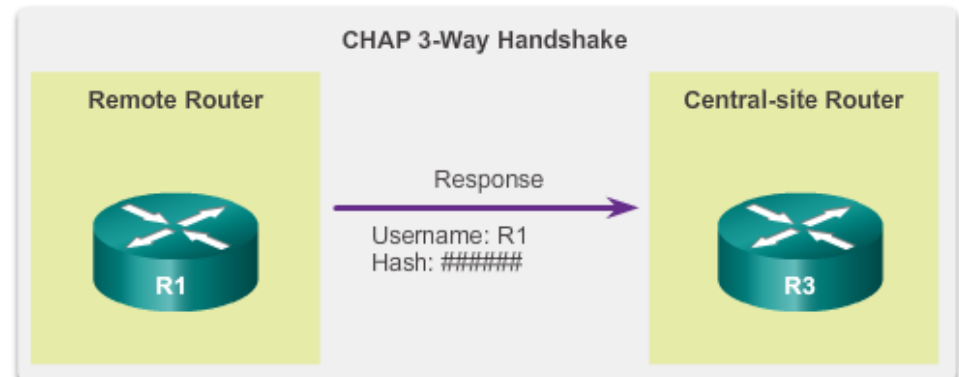 CHAP 3-Way Handshake
Remote Router
Central-site Router
Response
Username: R1
Hash: ######
R1
R3